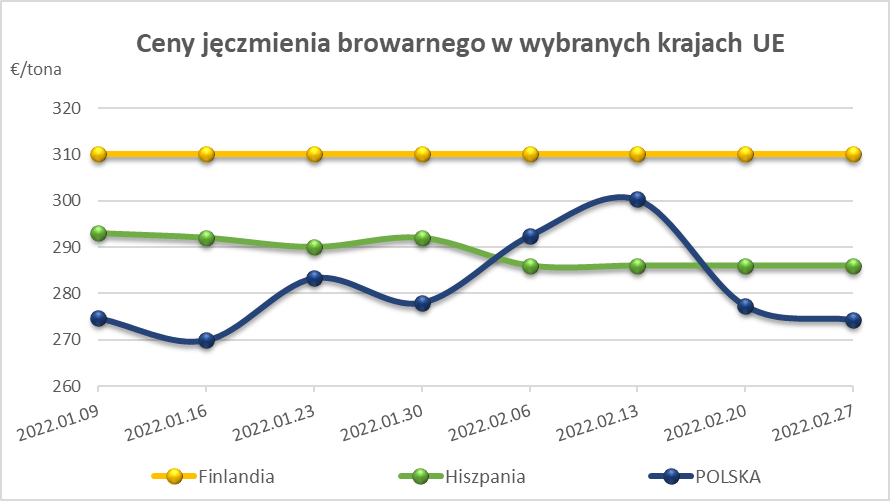 Ceny jęczmienia browarnego w wybranych krajach UE
€/tona
320
310
300
290
280
270
260
2022.01.09 2022.01.16 2022.01.23 2022.01.30 2022.02.06 2022.02.13 2022.02.20 2022.02.27
Finlandia Hiszpania POLSKA